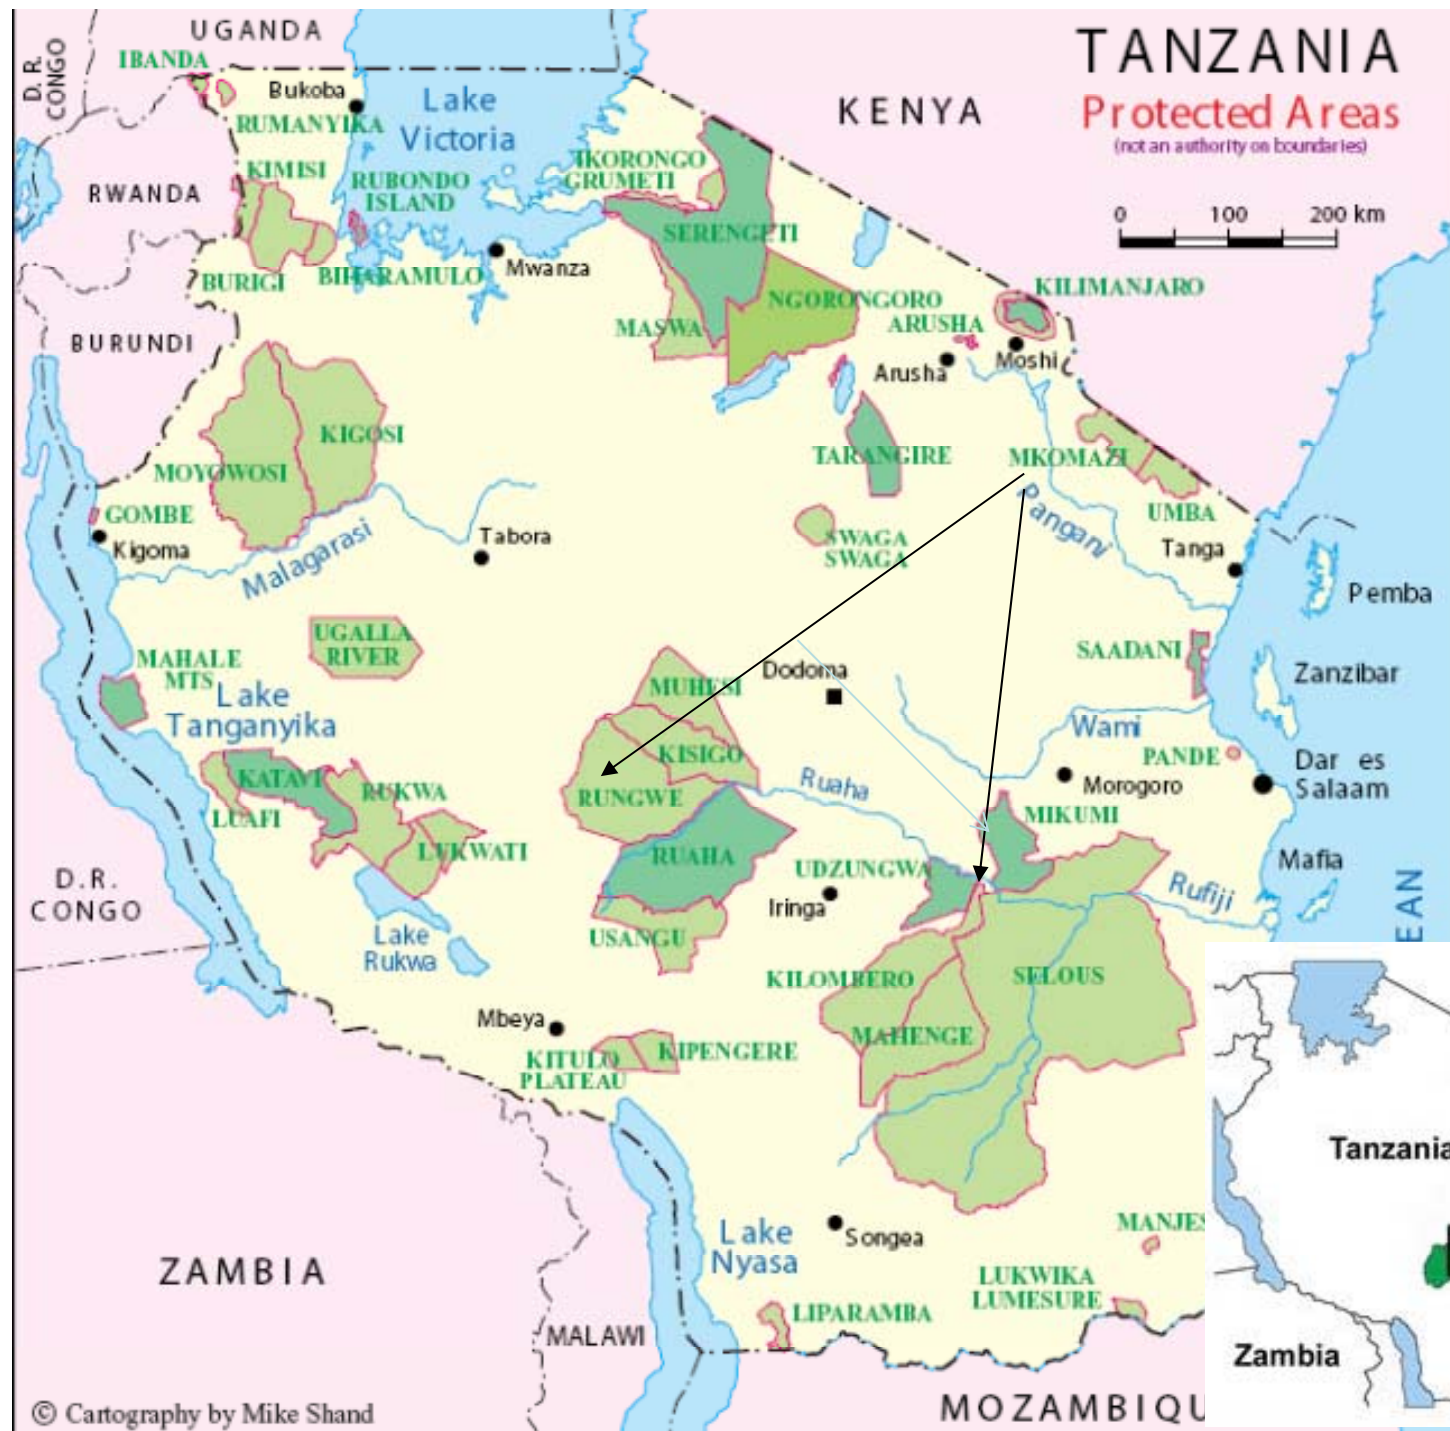 TANZANIA
Protected Areas
(not an authority on boundaries)
0 100 200 km
UGANDA
D. R.
CONGO
IBANDA
Bukoba
RUMANYIKA
Lake
Victoria
KENYA
RWANDA
KIMISI
RUBONDO
ISLAND
IKORONGO
GRUMETI
SERENGETI
BURIGI
BIHARAMULO
Mwanza
NGORONGORO
KILIMANJARO
ARUSHA
MASWA
BURUNDI
Arusha
Moshi
KIGOSI
MOYOWOSI
TARANGIRE
MKOMAZI
UMBA
GOMBE
Kigoma
Malagarasi
Tabora
SWAGA
SWAGA
Pangani
Tanga
Pemba
UGALLA
RIVER
MAHALE
MTS
Lake
Tanganyika
MUHESI
Dodoma
SAADANI
Zanzibar
KISIGO
Wami
PANDE
Dar es
Salaam
KATAVI
RUKWA
LUAFI
RUNGWE
Ruaha
Morogoro
MIKUMI
LUKWATI
RUAHA
UDZUNGWA
Mafia
Iringa
Rufiji
D.R.
CONGO
Lake
Rukwa
USANGU
KILOMBERO
SELOUS
EAN
Mbeya
MAHENGE
KITULO
PLATEAU
KIPENGERE
Tanzania
Lake
Nyasa
Songea
MANJES
ZAMBIA
LUKWIKA
LUMESURE
LIPARAMBA
MALAWI
Zambia
MOZAMBIQU
© Cartography by Mike Shand